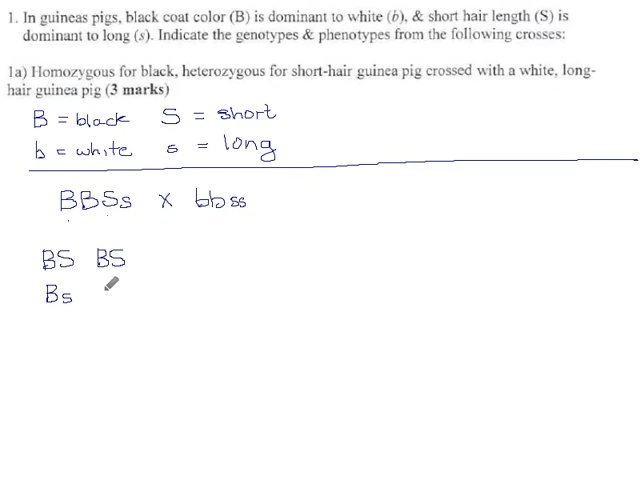 1. In guineas pigs, black coat color (B) is dominant to white (b), & short hair length (S) is
dominant to long (s). Indicate the genotypes & phenotypes from the following crosses:
1a) Homozygous for black, heterozygous for short-hair guinea pig crossed with a white, long-
hair guinea pig (3 marks)
B = black S = short
b = white s = long
BBSs x bbss
BS BS
Bs